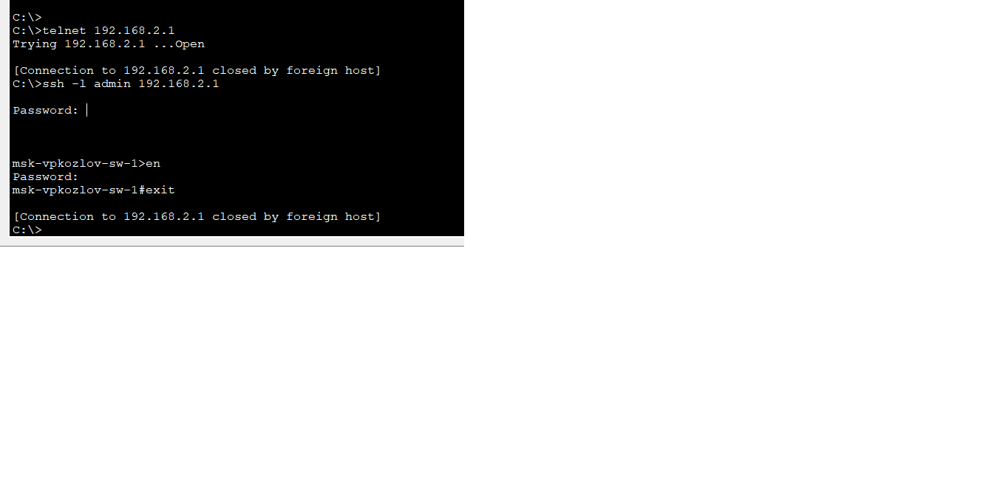 C:\>
C:\>telnet 192.168.2.1
Trying 192.168.2.1 ...Open
[Connection to 192.168.2.1 closed by foreign host]
C:\>ssh -l admin 192.168.2.1
Password:
msk-vpkozlov-sw-1>en
Password:
msk-vpkozlov-sw-1#exit
[Connection to 192.168.2.1 closed by foreign host]
C:\>